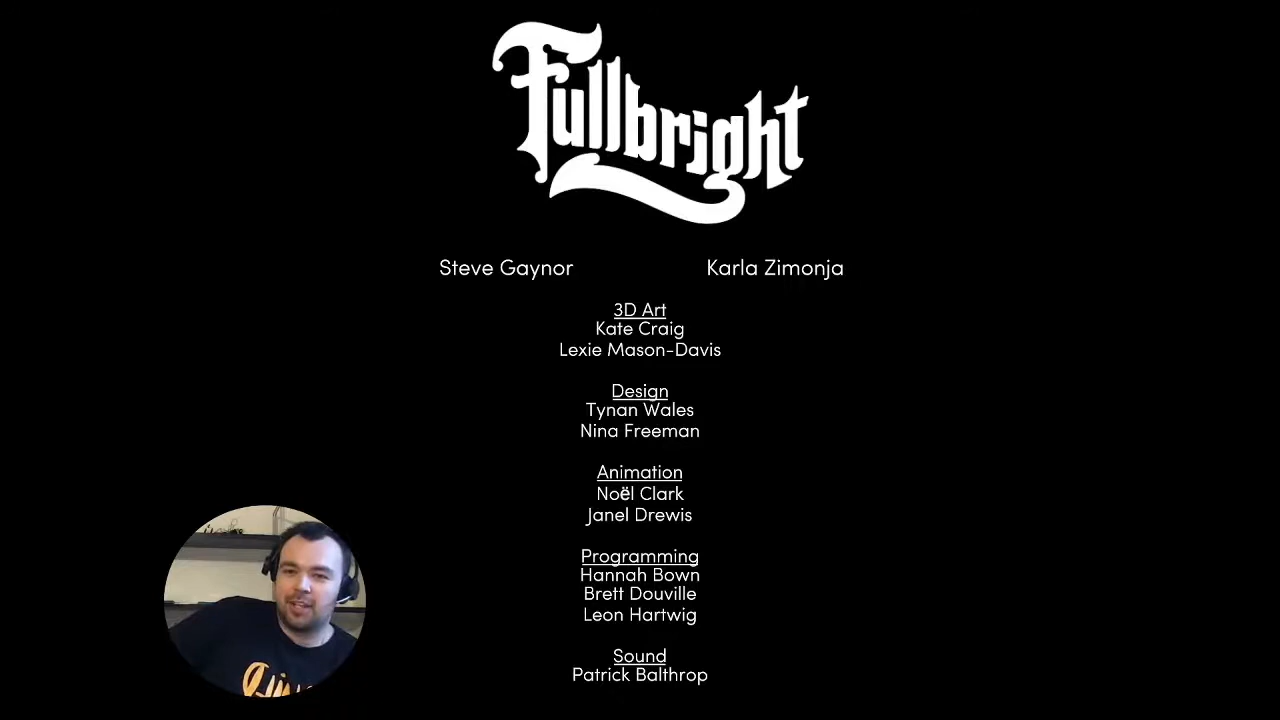 Fullbright
Steve Gaynor Karla Zimonja
3D Art
Kate Craig
Lexie Mason-Davis
Design
Tynan Wales
Nina Freeman
Animation
Noël Clark
Janel Drewis
Programming
Hannah Bown
Brett Douville
Leon Hartwig
Sound
Patrick Balthrop